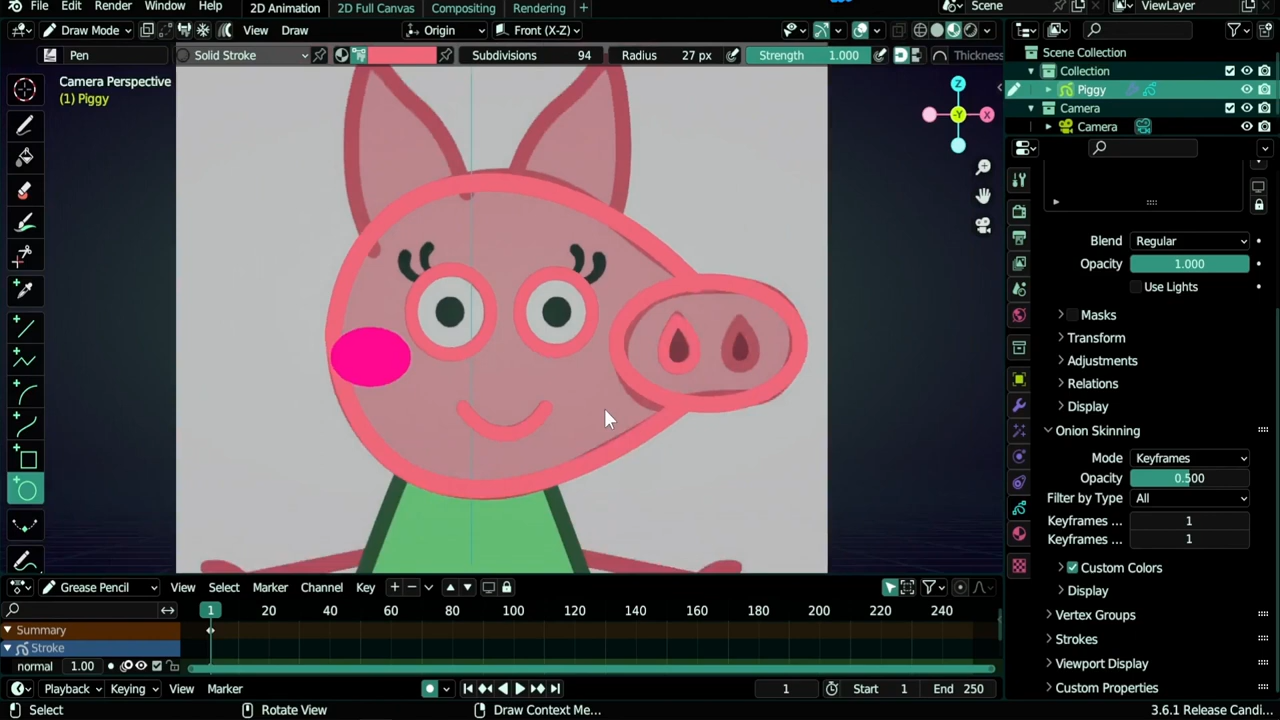 File Edit Render Window Help 2D Animation 2D Full Canvas Compositing Rendering + Scene ViewLayer
Draw Mode View Draw Origin Front (X-Z)
Pen Solid Stroke Subdivisions 94 Radius 27 px Strength 1.000 Thickness
Camera Perspective
(1) Piggy
Z
-Y
X
Scene Collection
Collection
Piggy
Camera
Camera
Blend Regular
Opacity 1.000
Use Lights
Masks
Transform
Adjustments
Relations
Display
Onion Skinning
Mode Keyframes
Opacity 0.500
Filter by Type All
Keyframes ... 1
Keyframes ... 1
Custom Colors
Display
Vertex Groups
Strokes
Viewport Display
Custom Properties
Grease Pencil View Select Marker Channel Key
1 20 40 60 80 100 120 140 160 180 200 220 240
Summary
Stroke
normal 1.00
Playback Keying View Marker 1 Start 1 End 250
Select Rotate View Draw Context Me... 3.6.1 Release Candi...